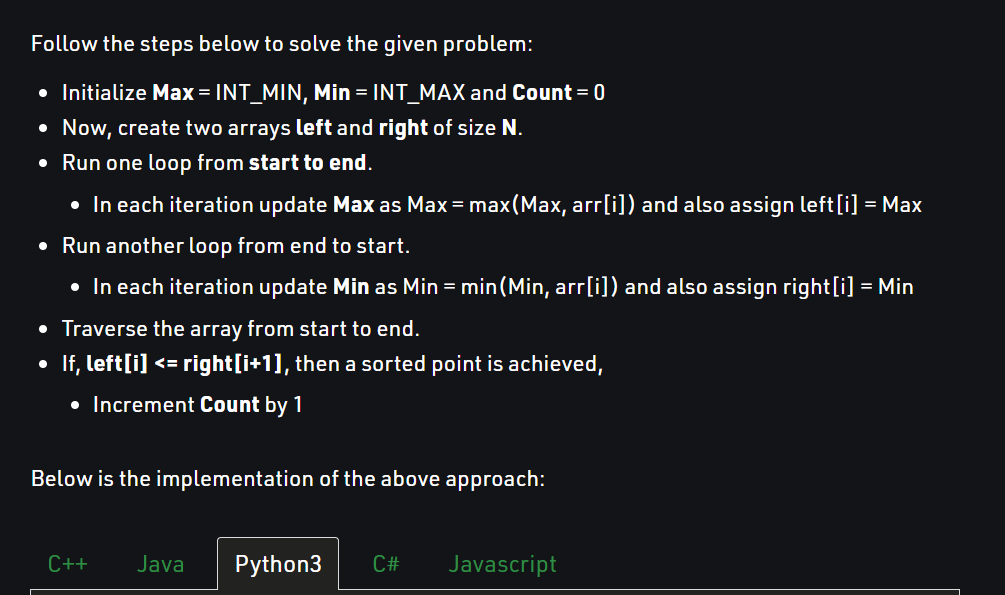 Follow the steps below to solve the given problem:
• Initialize Max = INT_MIN, Min = INT_MAX and Count = 0
• Now, create two arrays left and right of size N.
• Run one loop from start to end.
• In each iteration update Max as Max = max(Max, arr[i]) and also assign left[i] = Max
• Run another loop from end to start.
• In each iteration update Min as Min = min(Min, arr[i]) and also assign right[i] = Min
• Traverse the array from start to end.
• If, left[i] <= right[i+1], then a sorted point is achieved,
• Increment Count by 1
Below is the implementation of the above approach:
C++ Java Python3 C# Javascript